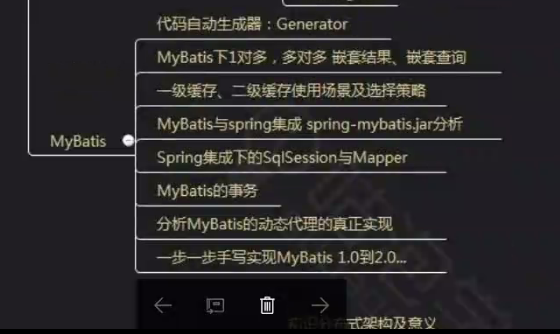 代码自动生成器：Generator
MyBatis下1对多，多对多 嵌套结果、嵌套查询
一级缓存、二级缓存使用场景及选择策略
MyBatis与spring集成 spring-mybatis.jar分析
MyBatis
Spring集成下的SqlSession与Mapper
MyBatis的事务
分析MyBatis的动态代理的真正实现
一步一步手写实现MyBatis 1.0到2.0...
式架构及意义